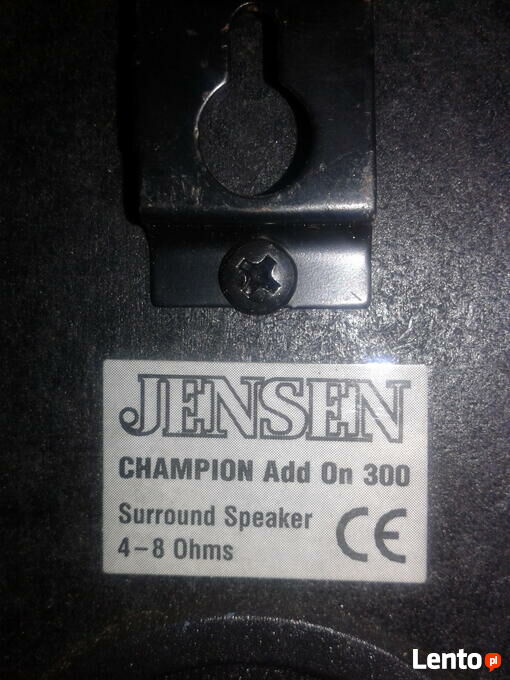 JENSEN
CHAMPION Add On 300
Surround Speaker
4–8 Ohms
CE
Lento.pl